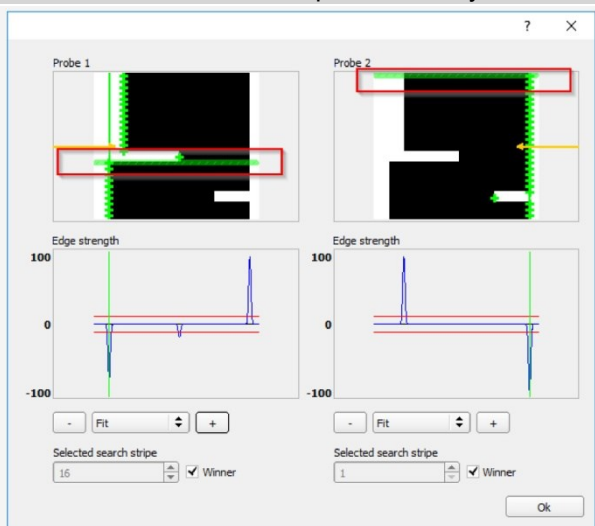 ? ×
Probe 1 Probe 2
Edge strength Edge strength
100 100
0 0
-100 -100
- Fit + - Fit +
Selected search stripe Selected search stripe
16 Winner 1 Winner
Ok